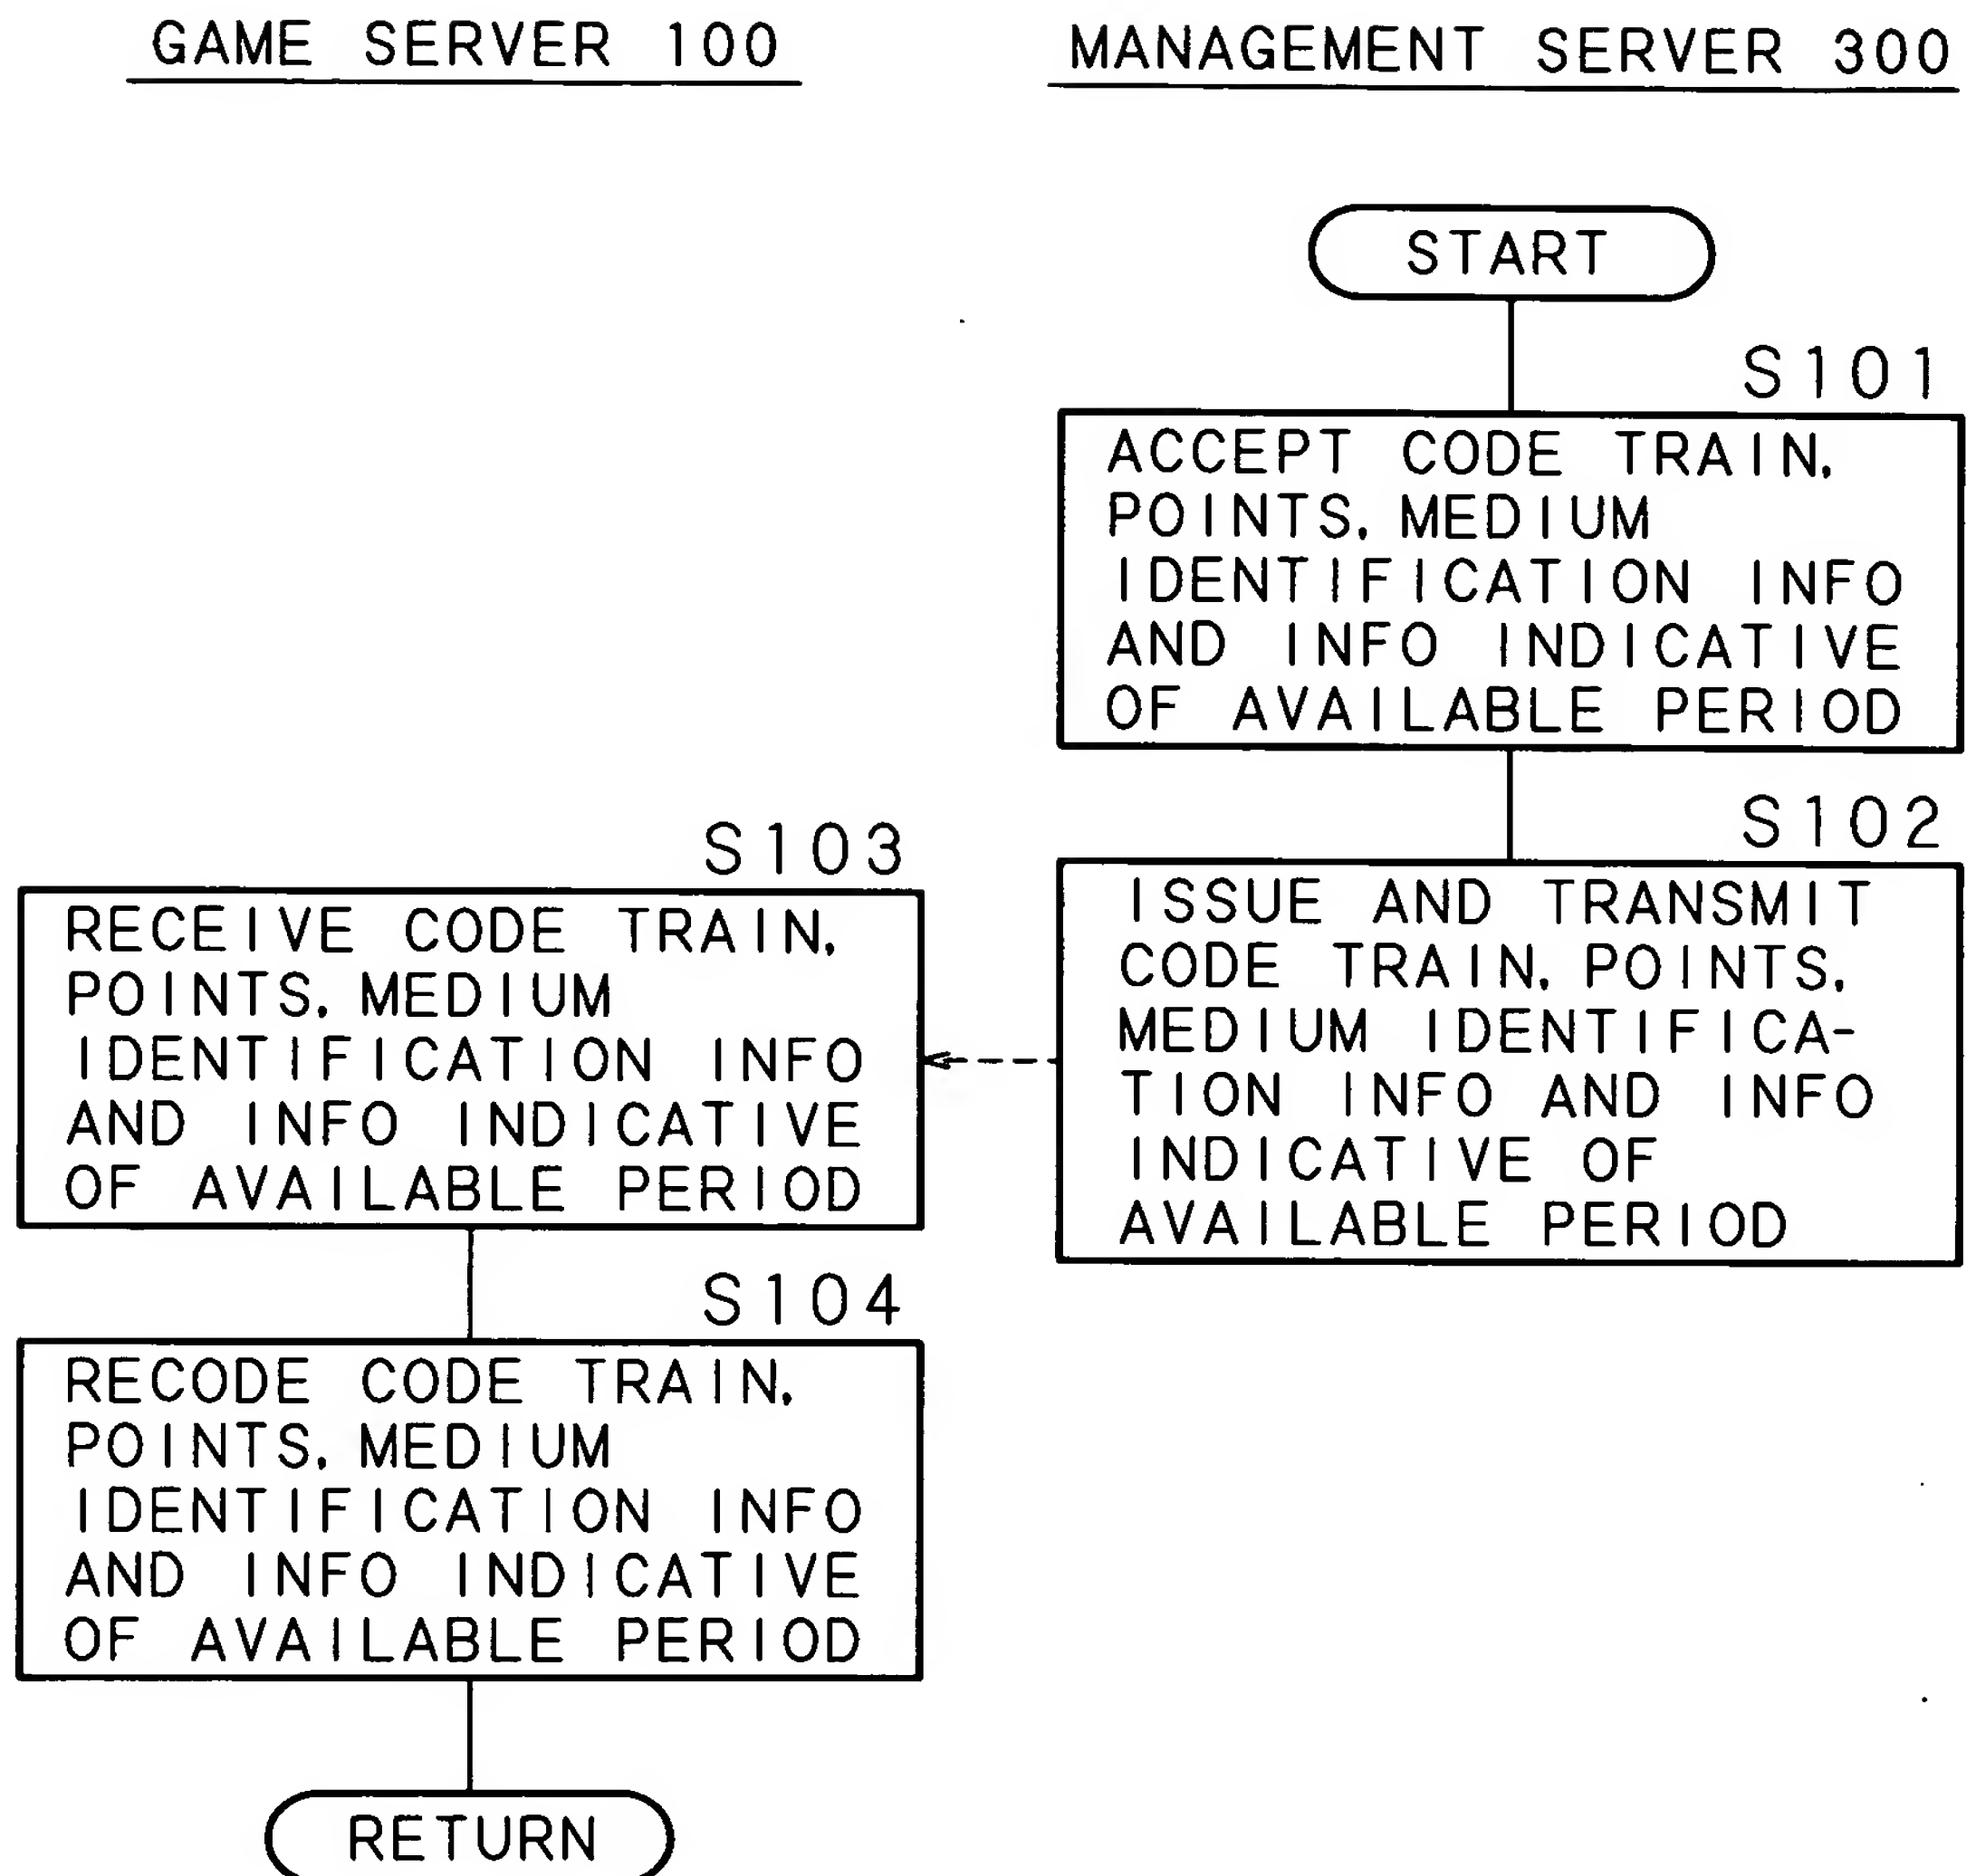 GAME SERVER 100
MANAGEMENT SERVER 300
START
S101
ACCEPT CODE TRAIN,
POINTS, MEDIUM
IDENTIFICATION INFO
AND INFO INDICATIVE
OF AVAILABLE PERIOD
S102
ISSUE AND TRANSMIT
CODE TRAIN, POINTS,
MEDIUM IDENTIFICA-
TION INFO AND INFO
INDICATIVE OF
AVAILABLE PERIOD
S103
RECEIVE CODE TRAIN,
POINTS, MEDIUM
IDENTIFICATION INFO
AND INFO INDICATIVE
OF AVAILABLE PERIOD
S104
RECODE CODE TRAIN,
POINTS, MEDIUM
IDENTIFICATION INFO
AND INFO INDICATIVE
OF AVAILABLE PERIOD
RETURN